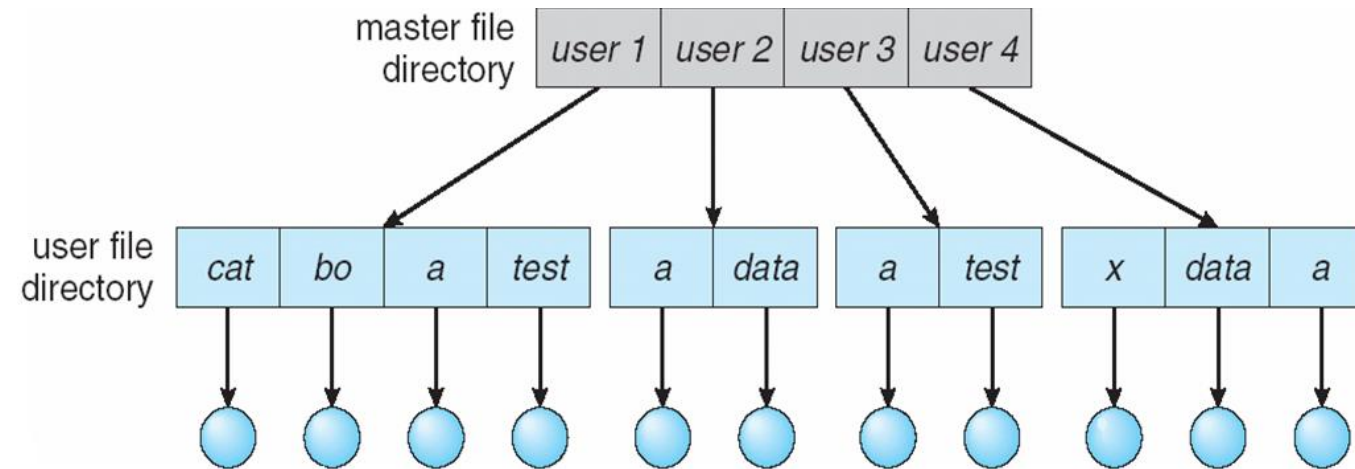 master file
directory
user 1 user 2 user 3 user 4
user file
directory
cat bo a test a data a test x data a